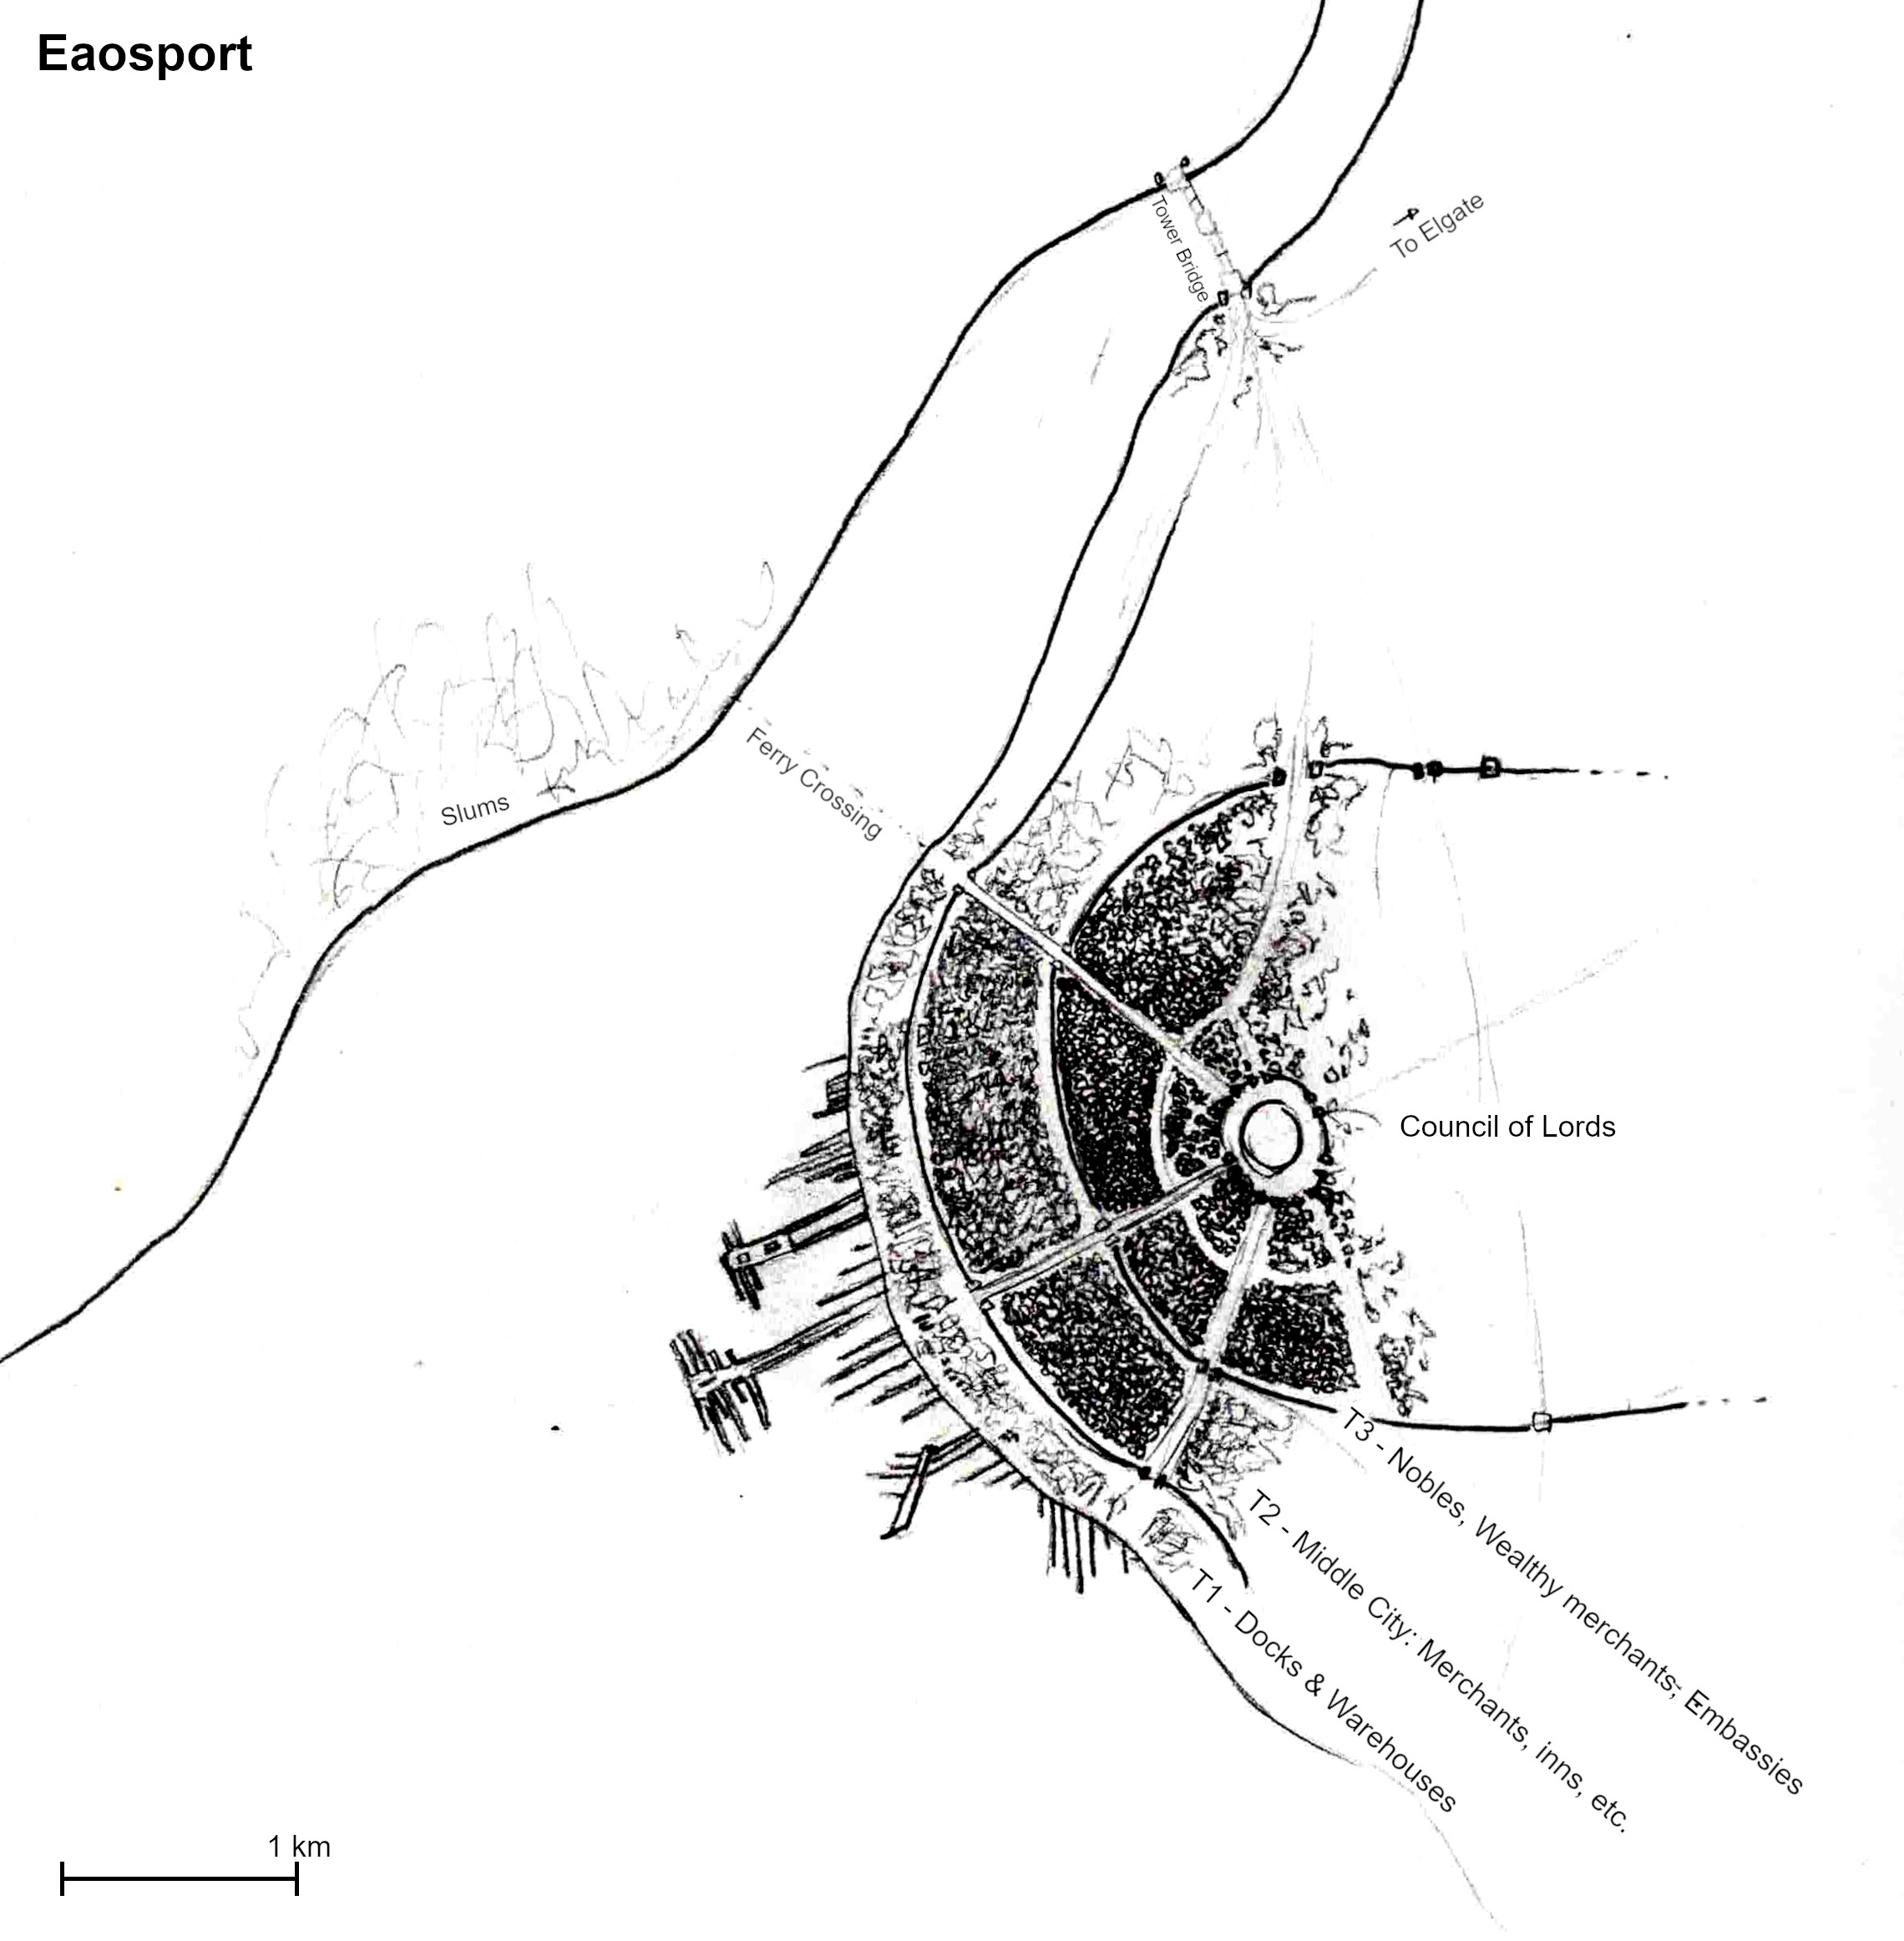 Eaosport
Tower Bridge
To Elgate
Ferry Crossing
Slums
Council of Lords
T3 - Nobles, Wealthy merchants, Embassies
T2 - Middle City: Merchants, inns, etc.
T1 - Docks & Warehouses
1 km